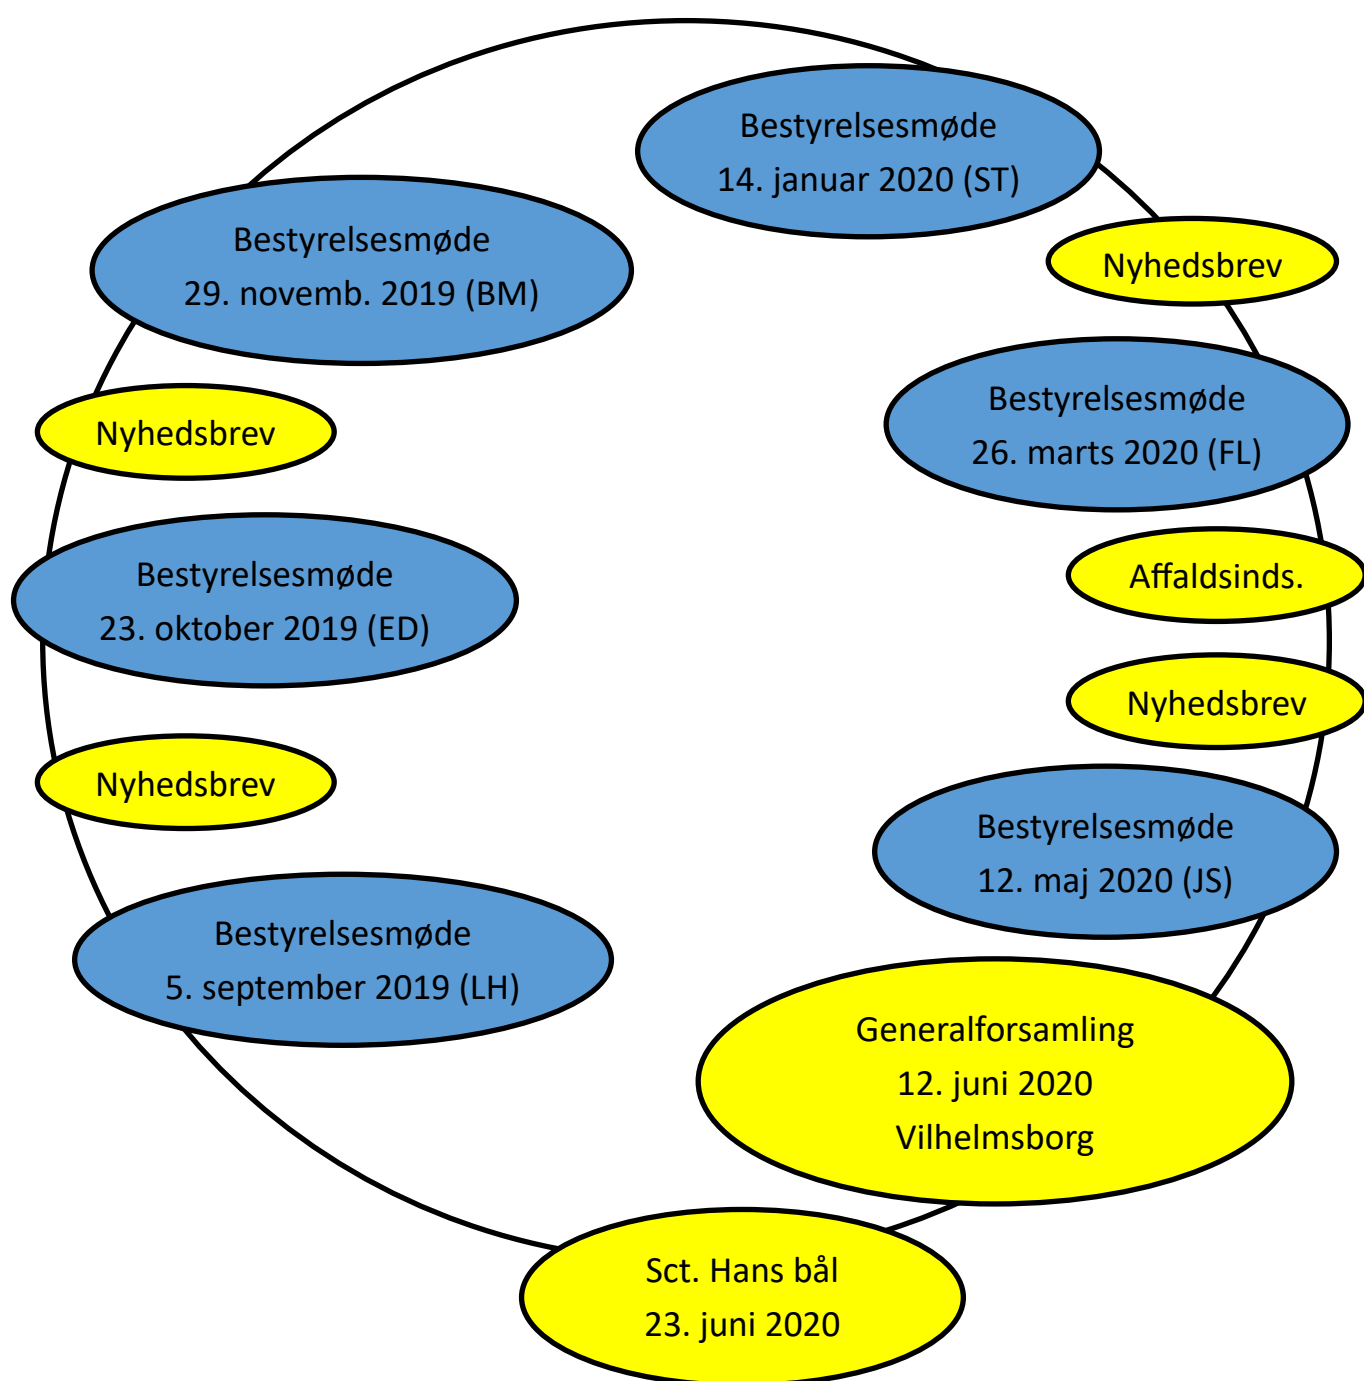 Bestyrelsesmøde
14. januar 2020 (ST)
Nyhedsbrev
Bestyrelsesmøde
26. marts 2020 (FL)
Affaldsinds.
Nyhedsbrev
Bestyrelsesmøde
12. maj 2020 (JS)
Generalforsamling
12. juni 2020
Vilhelmsborg
Sct. Hans bål
23. juni 2020
Bestyrelsesmøde
5. september 2019 (LH)
Nyhedsbrev
Bestyrelsesmøde
23. oktober 2019 (ED)
Nyhedsbrev
Bestyrelsesmøde
29. novemb. 2019 (BM)